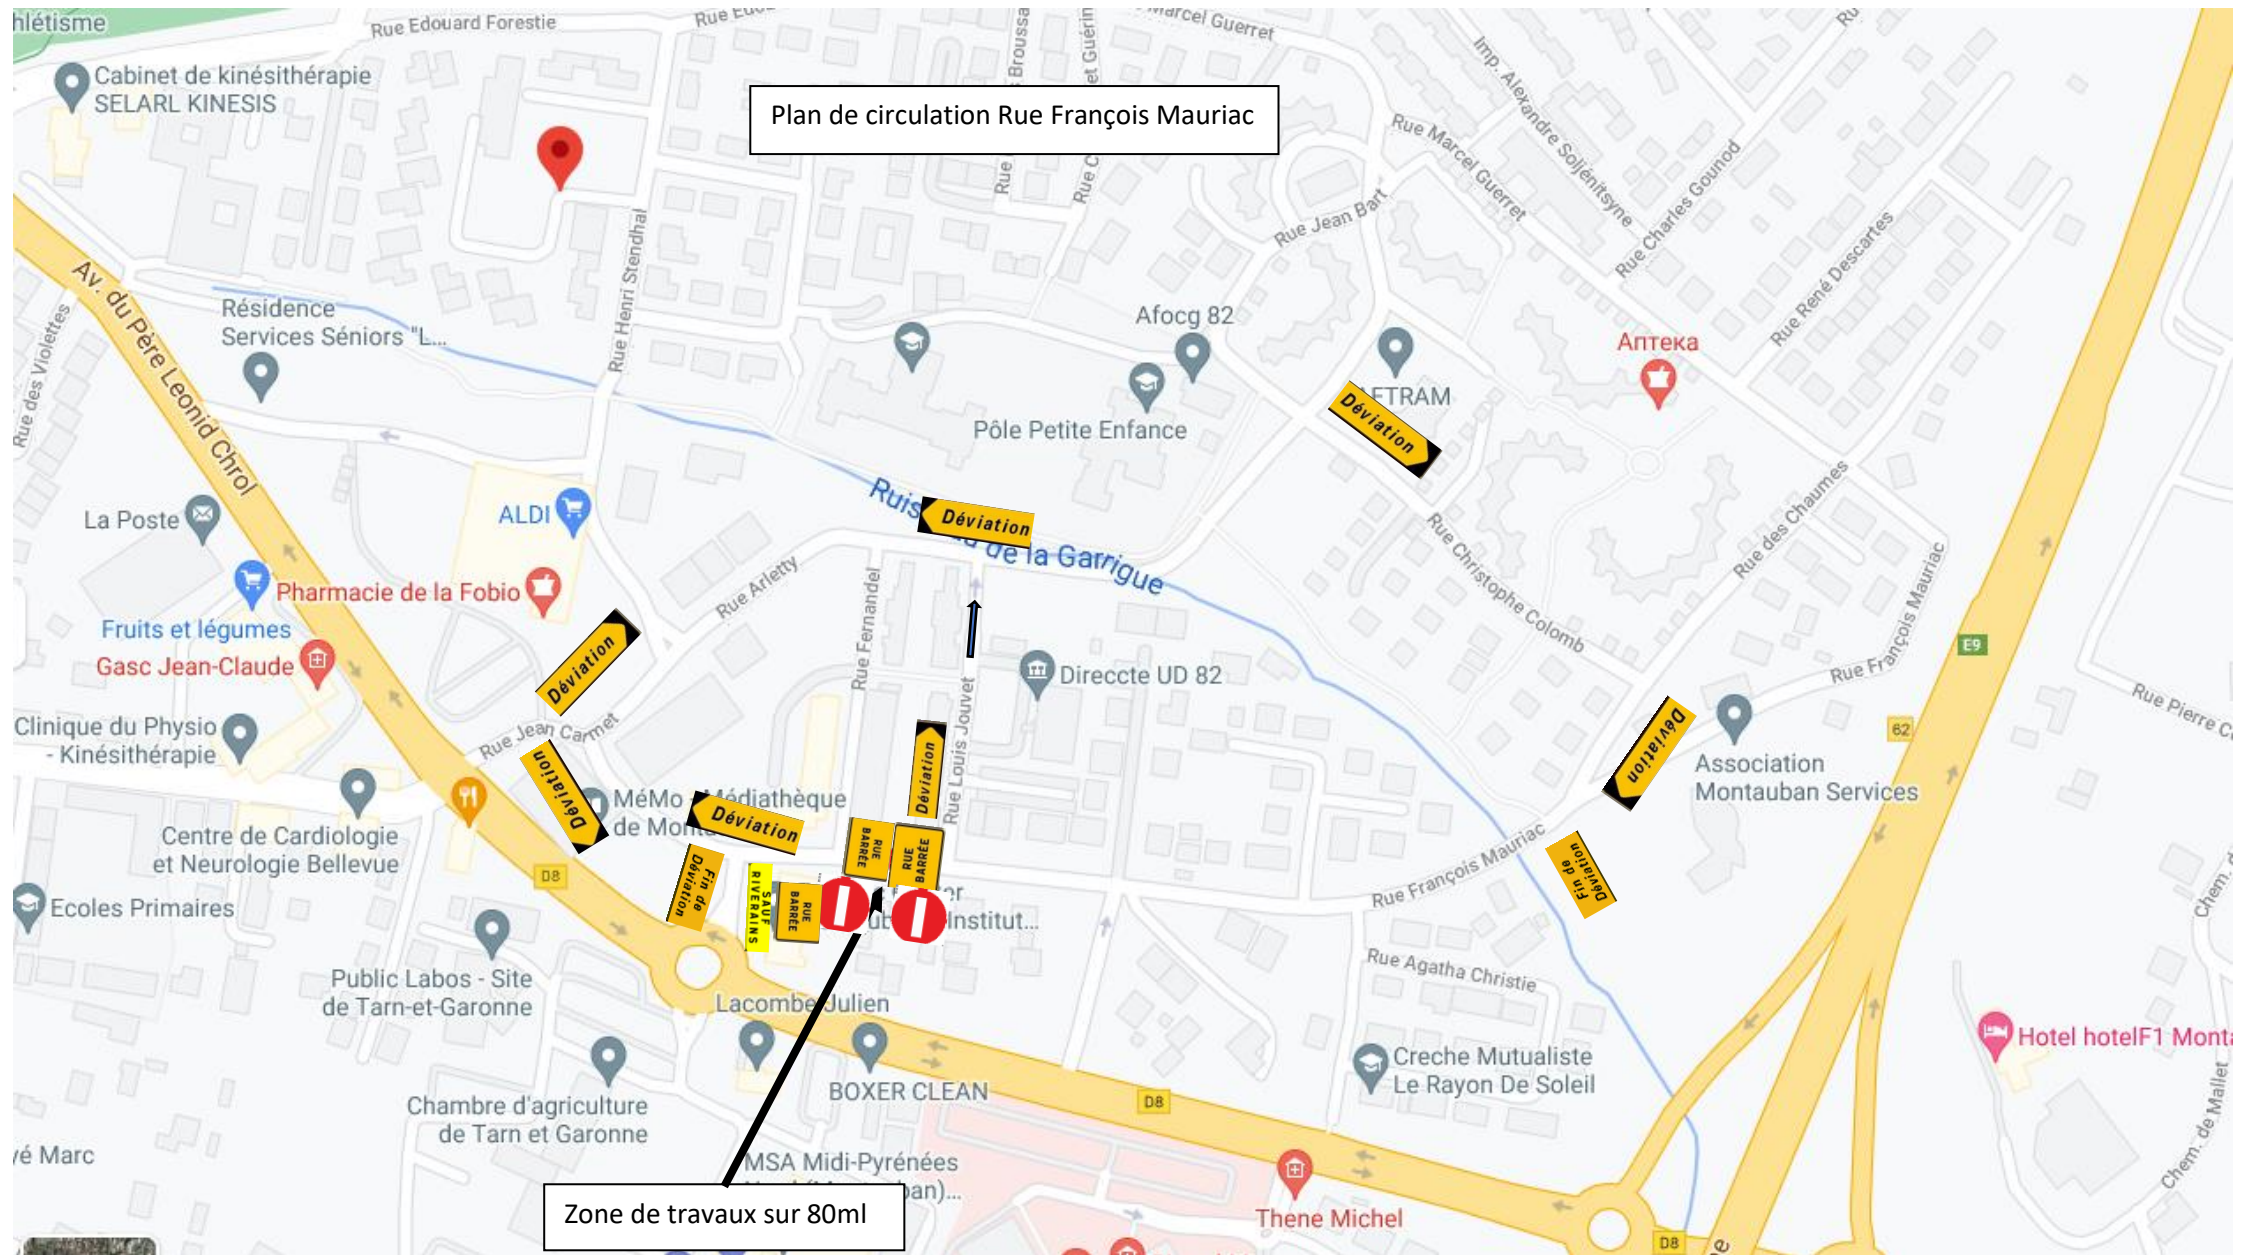 hlétisme
Rue Edouard Forestie
Marcel Guerret
Cabinet de kinésithérapie
SELARL KINESIS
Plan de circulation Rue François Mauriac
Imp. Alexandre Soljénitsyne
Rue Marcel Guerret
Rue Charles Gounod
Rue Jean Bart
Rue René Descartes
Rue Henri Stendhal
Av. du Père Leonid Chrol
Rue des Violettes
Résidence
Services Séniors "L...
Afocg 82
Аптека
Déviation
Pôle Petite Enfance
La Poste
ALDI
Déviation
de la Garrigue
Rue Christophe Colomb
Rue des Chaumes
Rue François Mauriac
Pharmacie de la Fobio
Rue Arletty
Rue Fernandel
Fruits et légumes
Gasc Jean-Claude
Déviation
Direccte UD 82
E9
Rue François Mauriac
Clinique du Physio
- Kinésithérapie
Rue Jean Carmet
Rue Louis Jouvet
Déviation
62
Association
Montauban Services
Déviation
Déviation
MéMo - Médiathèque
de Mont
Déviation
Centre de Cardiologie
et Neurologie Bellevue
D8
Fin de
Déviation
SAUF
RIVERAINS
RUE
BARRÉE
RUE
BARRÉE
RUE
BARRÉE
Rue François Mauriac
Fin de
Déviation
Ecoles Primaires
Institut...
Rue Agatha Christie
Public Labos - Site
de Tarn-et-Garonne
Lacombe Julien
BOXER CLEAN
Creche Mutualiste
Le Rayon De Soleil
Hotel hotelF1 Monta
Chambre d'agriculture
de Tarn et Garonne
D8
Chem. de Mallet
MSA Midi-Pyrénées
Zone de travaux sur 80ml
Thene Michel
D8